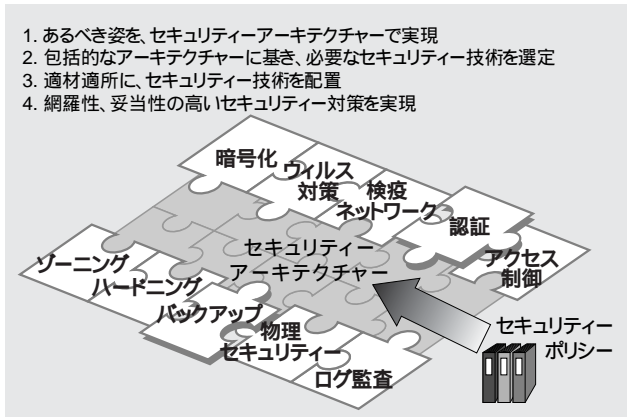 1. あるべき姿を、セキュリティーアーキテクチャーで実現
2. 包括的なアーキテクチャーに基き、必要なセキュリティー技術を選定
3. 適材適所に、セキュリティー技術を配置
4. 網羅性、妥当性の高いセキュリティー対策を実現
暗号化
ウィルス
対策
検疫
ネットワーク
認証
アクセス
制御
セキュリティー
アーキテクチャー
ゾーニング
ハードニング
バックアップ
物理
セキュリティー
ログ監査
セキュリティー
ポリシー